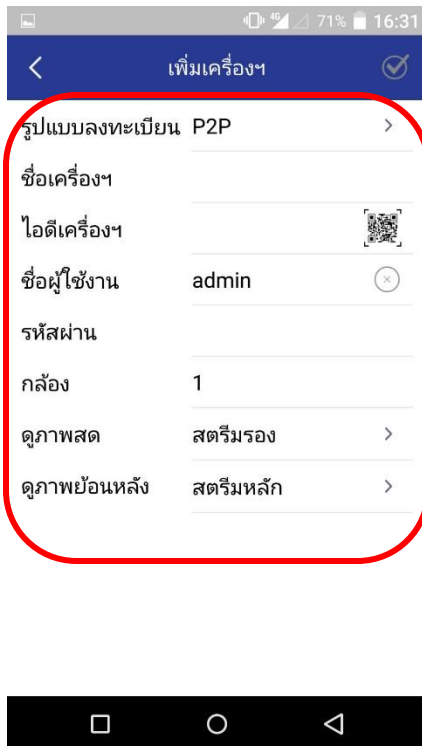 4G 71% 16:31
เพิ่มเครื่องฯ
รูปแบบลงทะเบียน P2P
ชื่อเครื่องฯ
ไอดีเครื่องฯ
ชื่อผู้ใช้งาน admin
รหัสผ่าน
กล้อง 1
ดูภาพสด สตรีมรอง
ดูภาพย้อนหลัง สตรีมหลัก